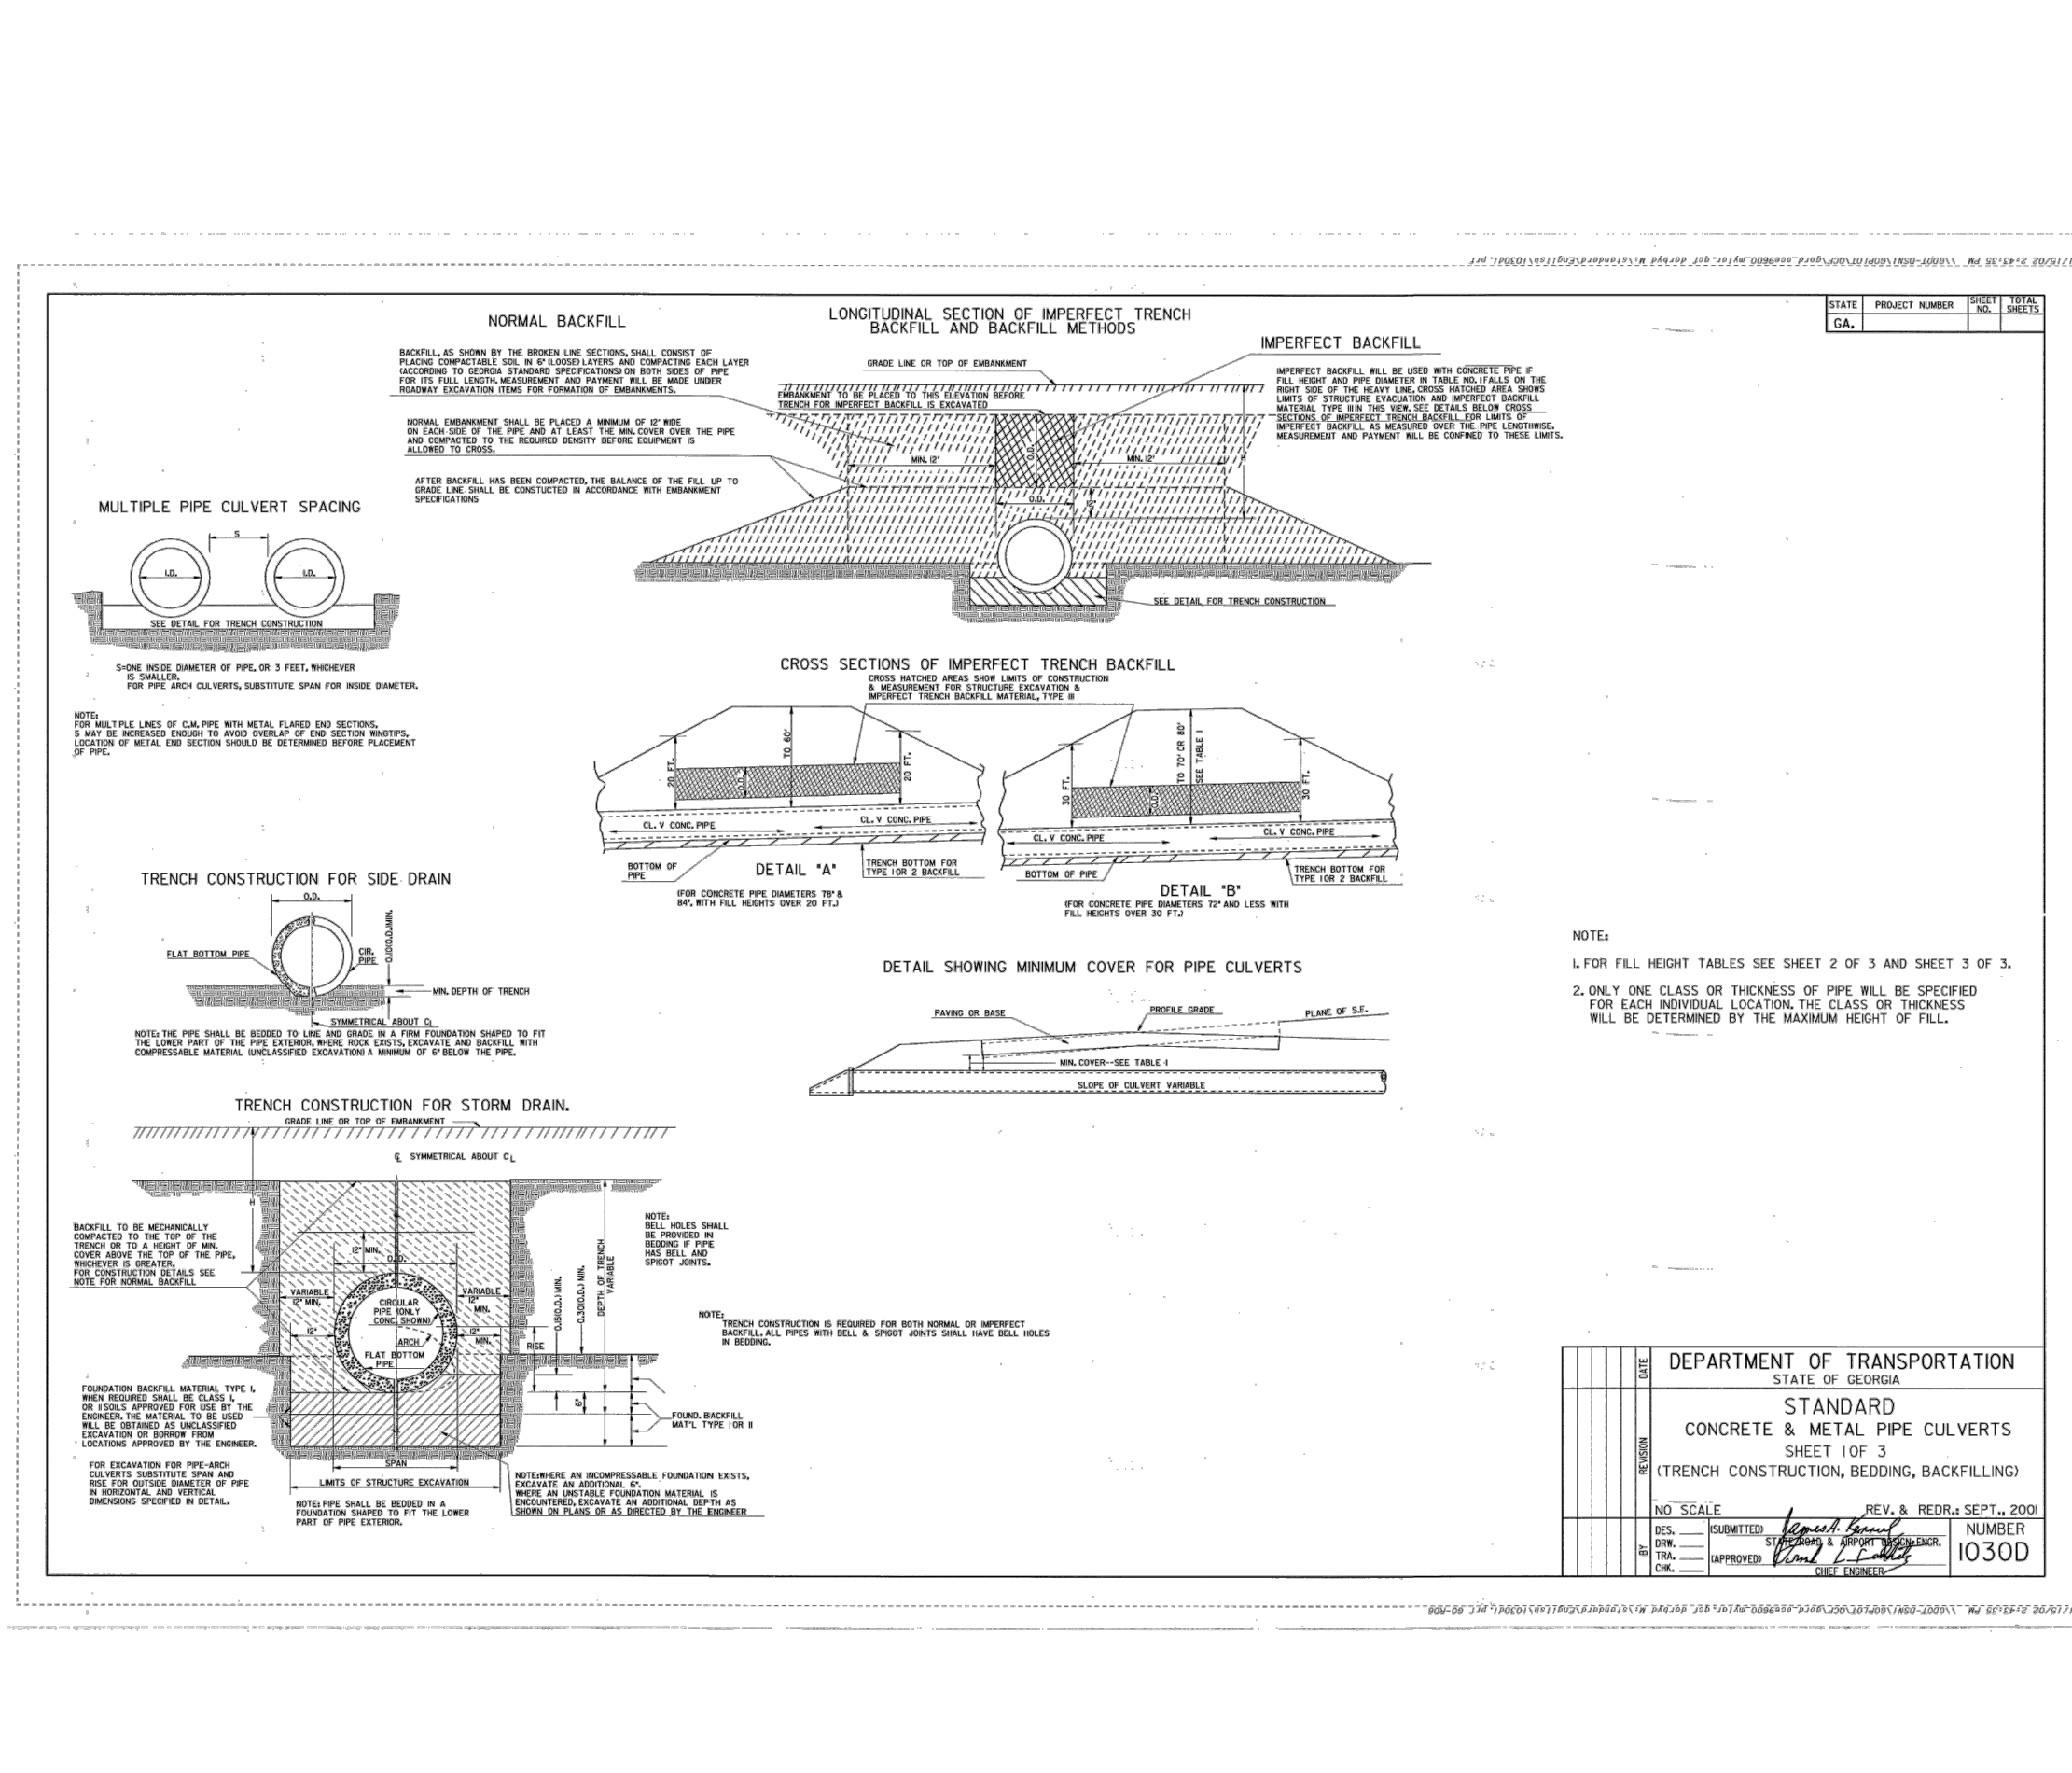 STATE PROJECT NUMBER SHEET NO. TOTAL SHEETS
GA.
NORMAL BACKFILL
BACKFILL, AS SHOWN BY THE BROKEN LINE SECTIONS, SHALL CONSIST OF
PLACING COMPACTABLE SOIL IN 6" (LOOSE) LAYERS AND COMPACTING EACH LAYER
(ACCORDING TO GEORGIA STANDARD SPECIFICATIONS) ON BOTH SIDES OF PIPE
FOR ITS FULL LENGTH. MEASUREMENT AND PAYMENT WILL BE MADE UNDER
ROADWAY EXCAVATION ITEMS FOR FORMATION OF EMBANKMENTS.
NORMAL EMBANKMENT SHALL BE PLACED A MINIMUM OF 12' WIDE
ON EACH SIDE OF THE PIPE AND AT LEAST THE MIN. COVER OVER THE PIPE
AND COMPACTED TO THE REQUIRED DENSITY BEFORE EQUIPMENT IS
ALLOWED TO CROSS.
AFTER BACKFILL HAS BEEN COMPACTED, THE BALANCE OF THE FILL UP TO
GRADE LINE SHALL BE CONSTUCTED IN ACCORDANCE WITH EMBANKMENT
SPECIFICATIONS
LONGITUDINAL SECTION OF IMPERFECT TRENCH
BACKFILL AND BACKFILL METHODS
GRADE LINE OR TOP OF EMBANKMENT
EMBANKMENT TO BE PLACED TO THIS ELEVATION BEFORE
TRENCH FOR IMPERFECT BACKFILL IS EXCAVATED
MIN. 12'
O.D.
MIN. 12'
O.D.
SEE DETAIL FOR TRENCH CONSTRUCTION
IMPERFECT BACKFILL
IMPERFECT BACKFILL WILL BE USED WITH CONCRETE PIPE IF
FILL HEIGHT AND PIPE DIAMETER IN TABLE NO. 1 FALLS ON THE
RIGHT SIDE OF THE HEAVY LINE. CROSS HATCHED AREA SHOWS
LIMITS OF STRUCTURE EVACUATION AND IMPERFECT BACKFILL
MATERIAL TYPE III IN THIS VIEW. SEE DETAILS BELOW CROSS
SECTIONS OF IMPERFECT TRENCH BACKFILL FOR LIMITS OF
IMPERFECT BACKFILL AS MEASURED OVER THE PIPE LENGTHWISE.
MEASUREMENT AND PAYMENT WILL BE CONFINED TO THESE LIMITS.
MULTIPLE PIPE CULVERT SPACING
S
I.D.
I.D.
SEE DETAIL FOR TRENCH CONSTRUCTION
S=ONE INSIDE DIAMETER OF PIPE, OR 3 FEET, WHICHEVER
IS SMALLER.
FOR PIPE ARCH CULVERTS, SUBSTITUTE SPAN FOR INSIDE DIAMETER.
NOTE:
FOR MULTIPLE LINES OF C.M. PIPE WITH METAL FLARED END SECTIONS,
S MAY BE INCREASED ENOUGH TO AVOID OVERLAP OF END SECTION WINGTIPS,
LOCATION OF METAL END SECTION SHOULD BE DETERMINED BEFORE PLACEMENT
OF PIPE.
CROSS SECTIONS OF IMPERFECT TRENCH BACKFILL
CROSS HATCHED AREAS SHOW LIMITS OF CONSTRUCTION
& MEASUREMENT FOR STRUCTURE EXCAVATION &
IMPERFECT TRENCH BACKFILL MATERIAL, TYPE III
20 FT.
O.D.
TO 60'
20 FT.
CL. V CONC. PIPE
CL. V CONC. PIPE
BOTTOM OF
PIPE
DETAIL "A"
TRENCH BOTTOM FOR
TYPE 1 OR 2 BACKFILL
(FOR CONCRETE PIPE DIAMETERS 78" &
84", WITH FILL HEIGHTS OVER 20 FT.)
30 FT.
O.D.
TO 70' OR 80'
SEE TABLE 1
30 FT.
CL. V CONC. PIPE
CL. V CONC. PIPE
BOTTOM OF PIPE
TRENCH BOTTOM FOR
TYPE 1 OR 2 BACKFILL
DETAIL "B"
(FOR CONCRETE PIPE DIAMETERS 72" AND LESS WITH
FILL HEIGHTS OVER 30 FT.)
TRENCH CONSTRUCTION FOR SIDE DRAIN
O.D.
0.10(O.D.)MIN.
FLAT BOTTOM PIPE
CIR.
PIPE
MIN. DEPTH OF TRENCH
SYMMETRICAL ABOUT CL
NOTE: THE PIPE SHALL BE BEDDED TO LINE AND GRADE IN A FIRM FOUNDATION SHAPED TO FIT
THE LOWER PART OF THE PIPE EXTERIOR. WHERE ROCK EXISTS, EXCAVATE AND BACKFILL WITH
COMPRESSABLE MATERIAL (UNCLASSIFIED EXCAVATION) A MINIMUM OF 6" BELOW THE PIPE.
DETAIL SHOWING MINIMUM COVER FOR PIPE CULVERTS
PAVING OR BASE
PROFILE GRADE
PLANE OF S.E.
MIN. COVER--SEE TABLE -1
SLOPE OF CULVERT VARIABLE
NOTE:
1. FOR FILL HEIGHT TABLES SEE SHEET 2 OF 3 AND SHEET 3 OF 3.
2. ONLY ONE CLASS OR THICKNESS OF PIPE WILL BE SPECIFIED
FOR EACH INDIVIDUAL LOCATION. THE CLASS OR THICKNESS
WILL BE DETERMINED BY THE MAXIMUM HEIGHT OF FILL.
TRENCH CONSTRUCTION FOR STORM DRAIN.
GRADE LINE OR TOP OF EMBANKMENT
SYMMETRICAL ABOUT CL
H
BACKFILL TO BE MECHANICALLY
COMPACTED TO THE TOP OF THE
TRENCH OR TO A HEIGHT OF MIN.
COVER ABOVE THE TOP OF THE PIPE,
WHICHEVER IS GREATER.
FOR CONSTRUCTION DETAILS SEE
NOTE FOR NORMAL BACKFILL
12" MIN.
O.D.
VARIABLE
12" MIN.
VARIABLE
12"
MIN.
CIRCULAR
PIPE (ONLY
CONC. SHOWN)
12"
ARCH
12"
MIN.
FLAT BOTTOM
PIPE
RISE
0.15(O.D.) MIN.
0.30(O.D.) MIN.
DEPTH OF TRENCH
VARIABLE
6"
NOTE:
BELL HOLES SHALL
BE PROVIDED IN
BEDDING IF PIPE
HAS BELL AND
SPIGOT JOINTS.
NOTE:
TRENCH CONSTRUCTION IS REQUIRED FOR BOTH NORMAL OR IMPERFECT
BACKFILL. ALL PIPES WITH BELL & SPIGOT JOINTS SHALL HAVE BELL HOLES
IN BEDDING.
FOUND. BACKFILL
MAT'L TYPE I OR II
FOUNDATION BACKFILL MATERIAL TYPE I,
WHEN REQUIRED SHALL BE CLASS I,
OR II SOILS APPROVED FOR USE BY THE
ENGINEER. THE MATERIAL TO BE USED
WILL BE OBTAINED AS UNCLASSIFIED
EXCAVATION OR BORROW FROM
LOCATIONS APPROVED BY THE ENGINEER.
FOR EXCAVATION FOR PIPE-ARCH
CULVERTS SUBSTITUTE SPAN AND
RISE FOR OUTSIDE DIAMETER OF PIPE
IN HORIZONTAL AND VERTICAL
DIMENSIONS SPECIFIED IN DETAIL.
SPAN
LIMITS OF STRUCTURE EXCAVATION
NOTE: PIPE SHALL BE BEDDED IN A
FOUNDATION SHAPED TO FIT THE LOWER
PART OF PIPE EXTERIOR.
NOTE:WHERE AN INCOMPRESSABLE FOUNDATION EXISTS,
EXCAVATE AN ADDITIONAL 6".
WHERE AN UNSTABLE FOUNDATION MATERIAL IS
ENCOUNTERED, EXCAVATE AN ADDITIONAL DEPTH AS
SHOWN ON PLANS OR AS DIRECTED BY THE ENGINEER
DATE
REVISION
BY
DEPARTMENT OF TRANSPORTATION
STATE OF GEORGIA
STANDARD
CONCRETE & METAL PIPE CULVERTS
SHEET 1 OF 3
(TRENCH CONSTRUCTION, BEDDING, BACKFILLING)
NO SCALE REV. & REDR.: SEPT., 2001
DES.
DRW.
TRA.
CHK.
(SUBMITTED)
STATE ROAD & AIRPORT DESIGN ENGR.
(APPROVED)
CHIEF ENGINEER
NUMBER
1030D